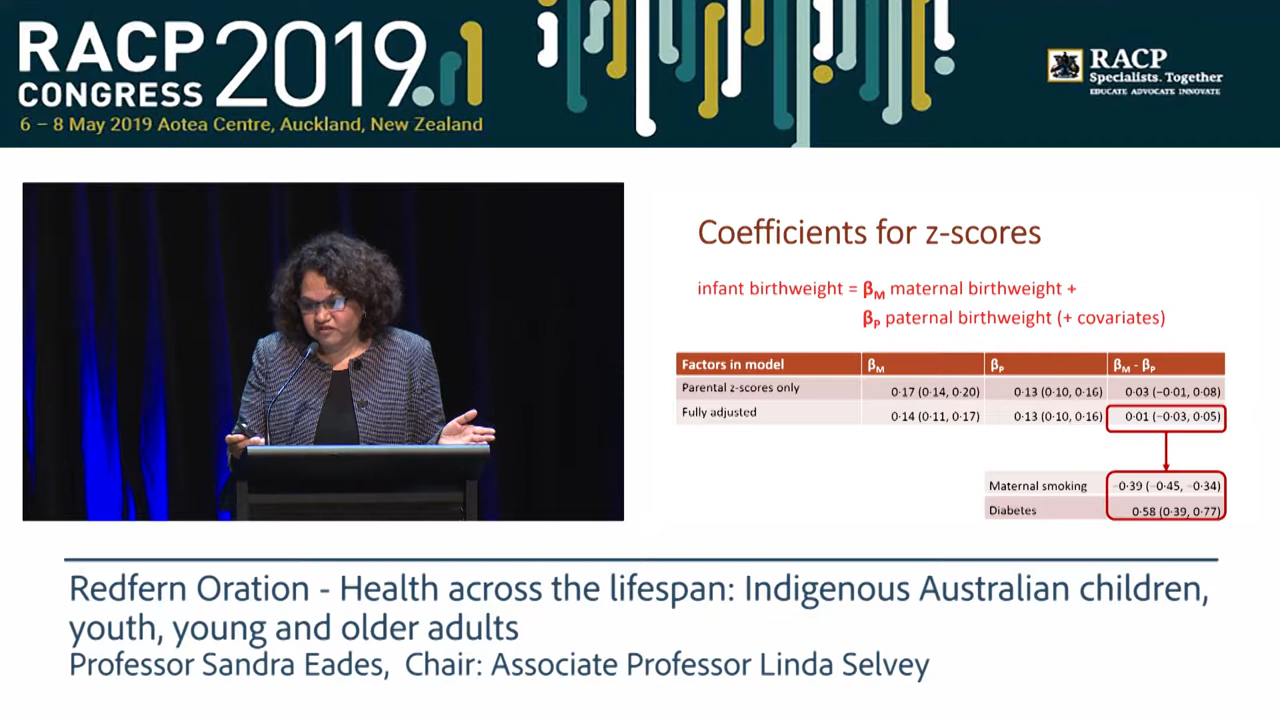 RACP
CONGRESS 2019
6 – 8 May 2019 Aotea Centre, Auckland, New Zealand
RACP
Specialists. Together
EDUCATE ADVOCATE INNOVATE
Coefficients for z-scores
infant birthweight = βM maternal birthweight +
βP paternal birthweight (+ covariates)
Factors in model βM βP βM - βP
Parental z-scores only 0·17 (0·14, 0·20) 0·13 (0·10, 0·16) 0·03 (−0·01, 0·08)
Fully adjusted 0·14 (0·11, 0·17) 0·13 (0·10, 0·16) 0·01 (−0·03, 0·05)
Maternal smoking −0·39 (−0·45, −0·34)
Diabetes 0·58 (0·39, 0·77)
Redfern Oration - Health across the lifespan: Indigenous Australian children,
youth, young and older adults
Professor Sandra Eades, Chair: Associate Professor Linda Selvey